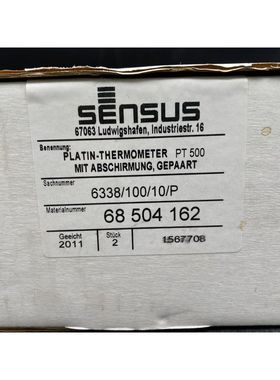 SENSUS
67063 Ludwigshafen, Industriestr. 16
Benennung:
PLATIN-THERMOMETER PT 500
MIT ABSCHIRMUNG, GEPAART
Sachnummer
6338/100/10/P
Materialnummer
68 504 162
Geeicht Stück
2011 2 1567708